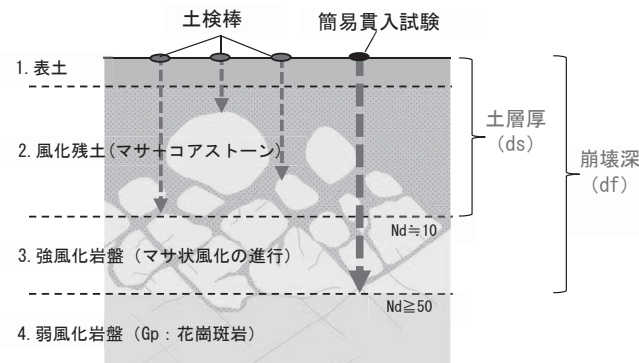 土検棒
簡易貫入試験
1. 表土
2. 風化残土(マサ+コアストーン)
土層厚
(ds)
崩壊深
(df)
Nd≒10
3. 強風化岩盤（マサ状風化の進行）
Nd≧50
4. 弱風化岩盤（Gp：花崗斑岩）